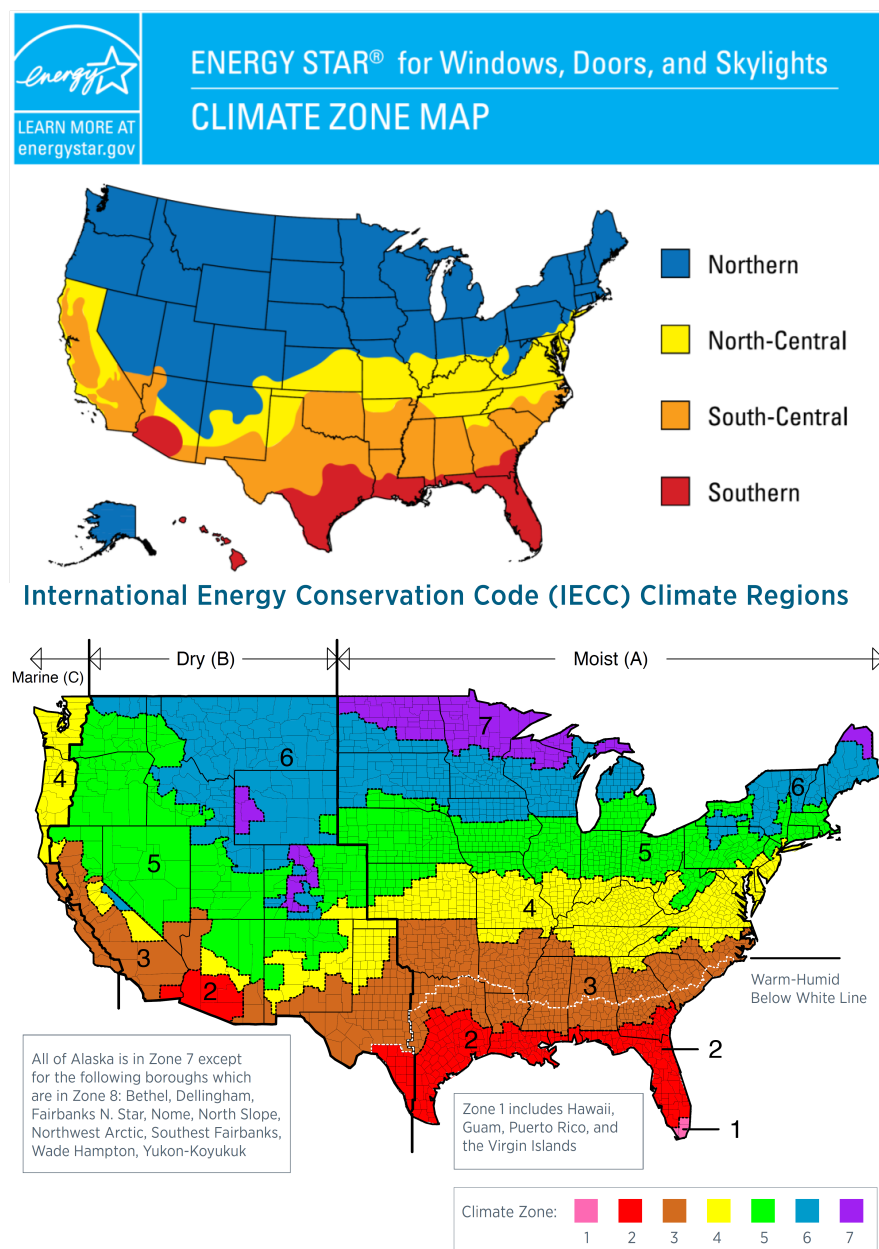 energy
LEARN MORE AT
energystar.gov
ENERGY STAR® for Windows, Doors, and Skylights
CLIMATE ZONE MAP
Northern
North-Central
South-Central
Southern
International Energy Conservation Code (IECC) Climate Regions
Marine (C)
Dry (B)
Moist (A)
7
6
6
4
5
5
4
3
3
2
2
2
1
Warm-Humid
Below White Line
All of Alaska is in Zone 7 except
for the following boroughs which
are in Zone 8: Bethel, Dellingham,
Fairbanks N. Star, Nome, North Slope,
Northwest Arctic, Southest Fairbanks,
Wade Hampton, Yukon-Koyukuk
Zone 1 includes Hawaii,
Guam, Puerto Rico, and
the Virgin Islands
Climate Zone:
1 2 3 4 5 6 7